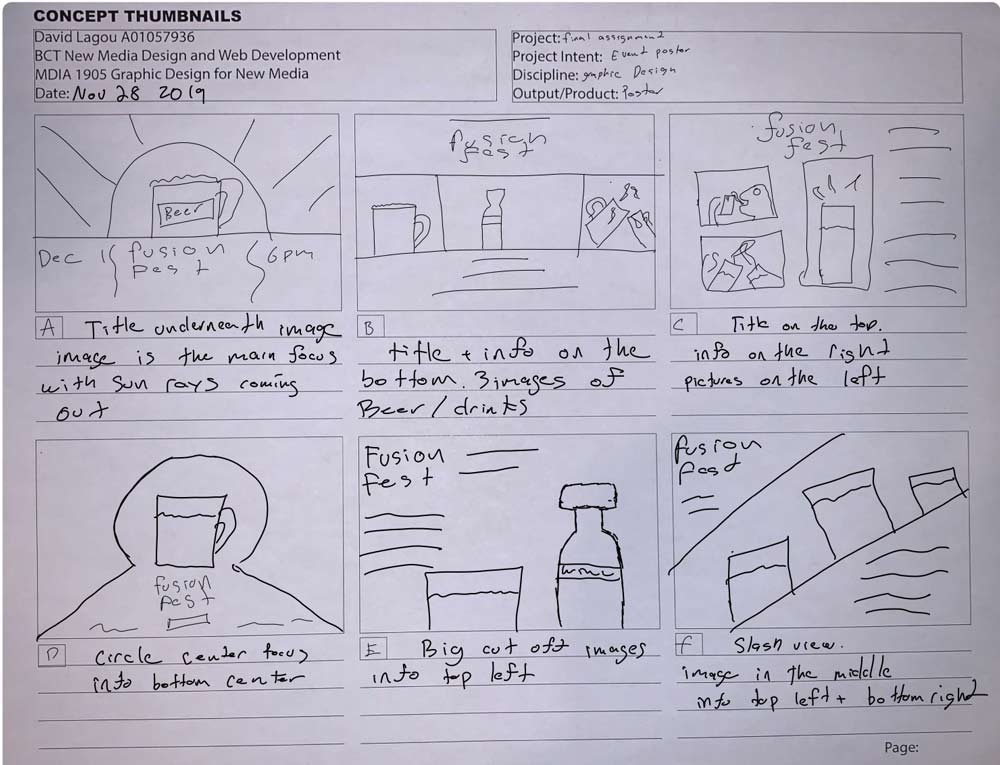 CONCEPT THUMBNAILS
David Lagou A01057936
BCT New Media Design and Web Development
MDIA 1905 Graphic Design for New Media
Date: Nov 28 2019
Project: final assignment
Project Intent: Event poster
Discipline: graphic Design
Output/Product: Poster
Beer
Dec 1
fusion
fest
6pm
A Title underneath image
image is the main focus
with sun rays coming
out
fusion
fest
B
title + info on the
bottom. 3 images of
Beer/drinks
fusion
fest
C Title on the top.
info on the right
pictures on the left
fusion
fest
D circle center focus
info bottom center
Fusion
fest
wine
E Big cut off images
info top left
fusion
fest
F Slash view.
image in the middle
info top left + bottom right
Page: